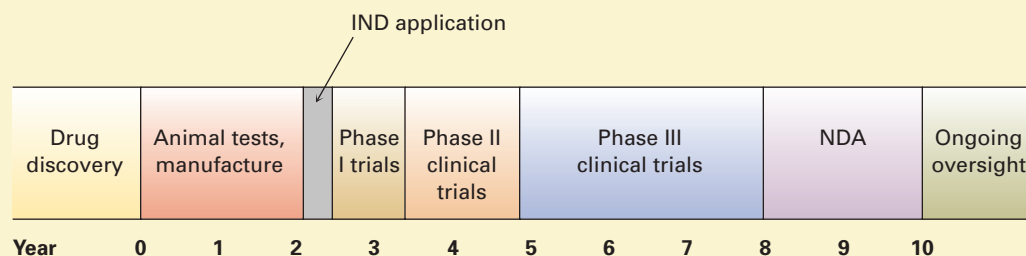 IND application
Drug
discovery
Animal tests,
manufacture
Phase
I trials
Phase II
clinical
trials
Phase III
clinical trials
NDA
Ongoing
oversight
Year 0 1 2 3 4 5 6 7 8 9 10